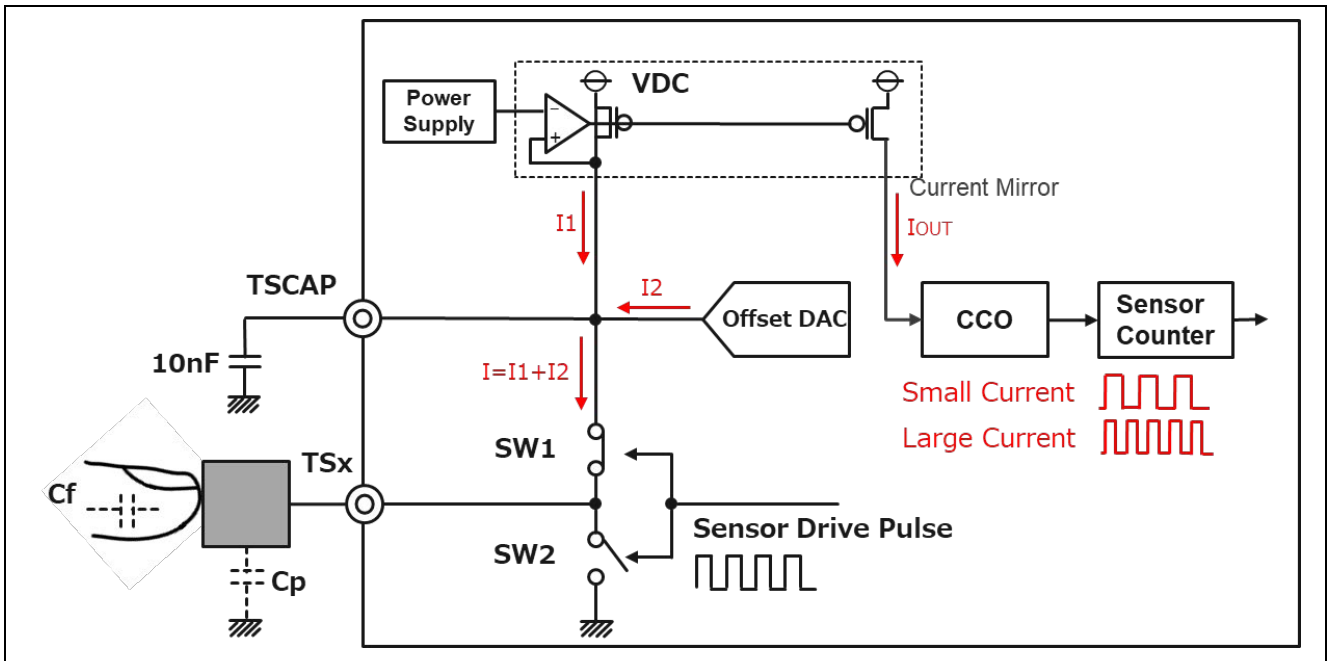 VDC
Power
Supply
−
+
Current Mirror
I1
IOUT
TSCAP
I2
Offset DAC
CCO
Sensor
Counter
10nF
I=I1+I2
Small Current
Large Current
SW1
TSx
Cf
Sensor Drive Pulse
SW2
Cp